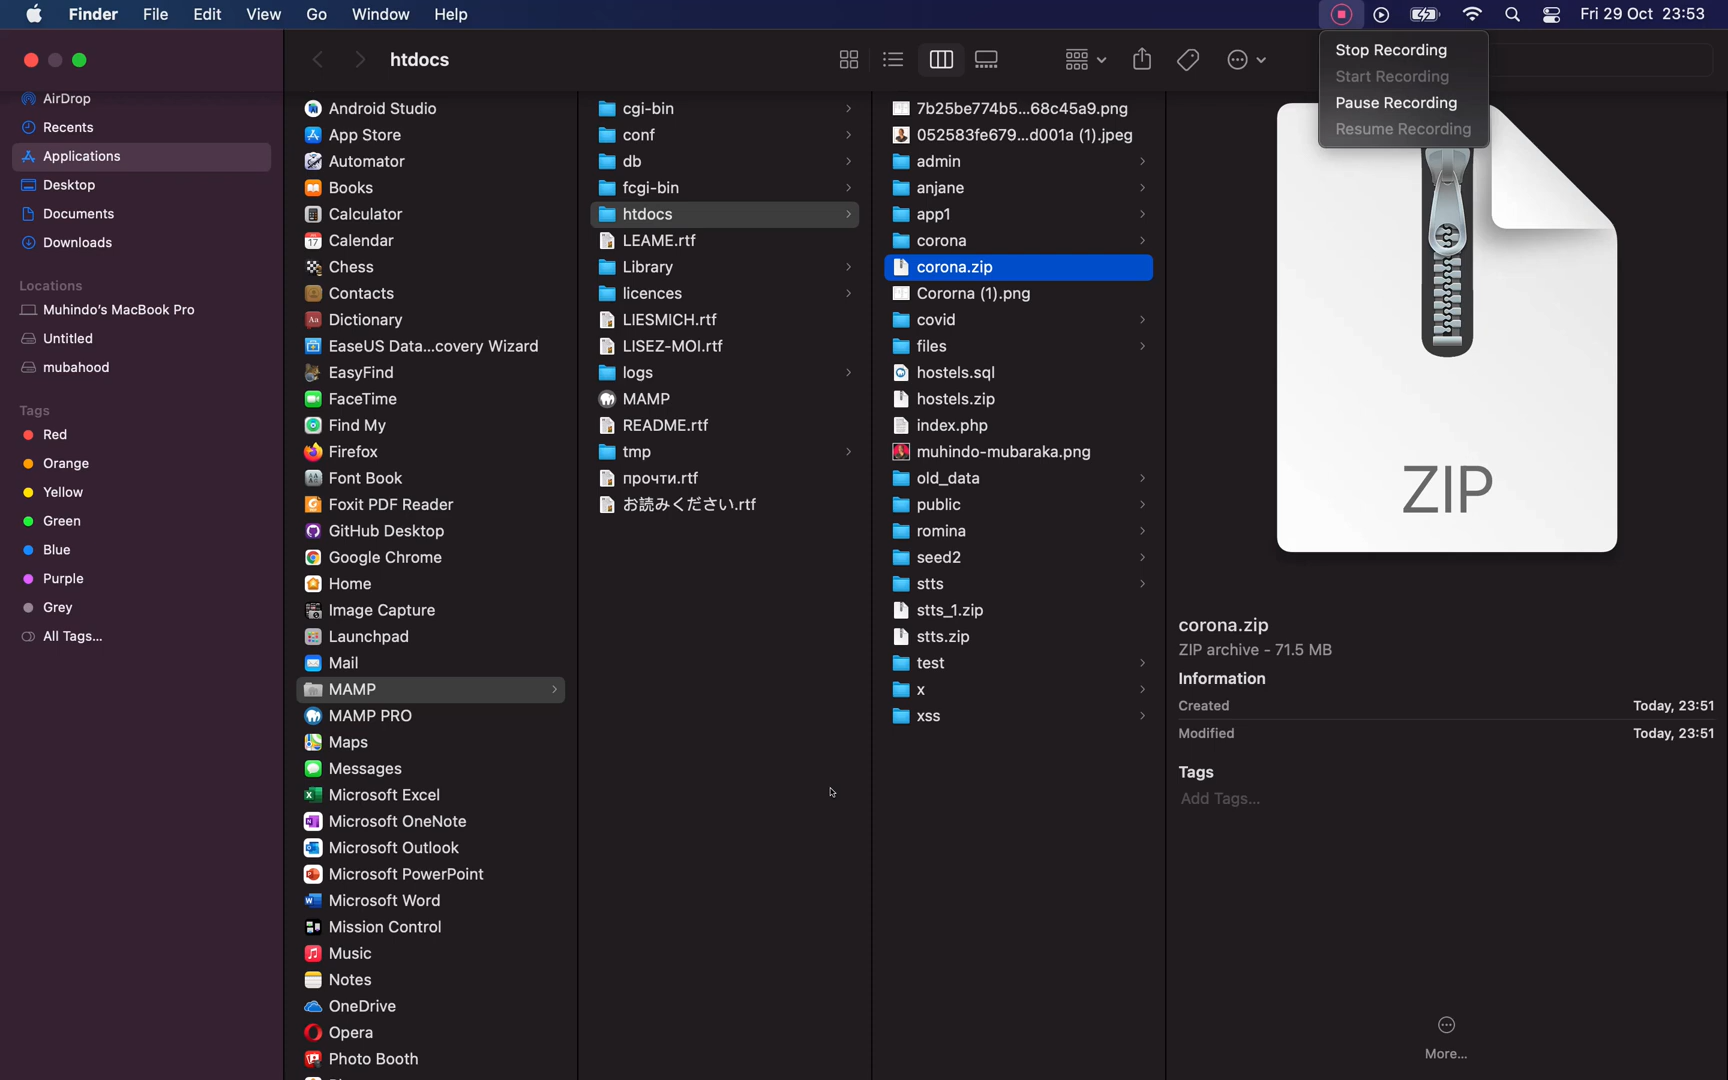 Finder File Edit View Go Window Help Fri 29 Oct 23:53
Stop Recording
Start Recording
Pause Recording
Resume Recording
htdocs
AirDrop
Recents
Applications
Desktop
Documents
Downloads
Locations
Muhindo's MacBook Pro
Untitled
mubahood
Tags
Red
Orange
Yellow
Green
Blue
Purple
Grey
All Tags...
Android Studio
App Store
Automator
Books
Calculator
Calendar
Chess
Contacts
Dictionary
EaseUS Data...covery Wizard
EasyFind
FaceTime
Find My
Firefox
Font Book
Foxit PDF Reader
GitHub Desktop
Google Chrome
Home
Image Capture
Launchpad
Mail
MAMP
MAMP PRO
Maps
Messages
Microsoft Excel
Microsoft OneNote
Microsoft Outlook
Microsoft PowerPoint
Microsoft Word
Mission Control
Music
Notes
OneDrive
Opera
Photo Booth
cgi-bin
conf
db
fcgi-bin
htdocs
LEAME.rtf
Library
licences
LIESMICH.rtf
LISEZ-MOI.rtf
logs
MAMP
README.rtf
tmp
прочти.rtf
お読みください.rtf
7b25be774b5...68c45a9.png
052583fe679...d001a (1).jpeg
admin
anjane
app1
corona
corona.zip
Cororna (1).png
covid
files
hostels.sql
hostels.zip
index.php
muhindo-mubaraka.png
old_data
public
romina
seed2
stts
stts_1.zip
stts.zip
test
x
xss
ZIP
corona.zip
ZIP archive - 71.5 MB
Information
Created Today, 23:51
Modified Today, 23:51
Tags
Add Tags...
More...